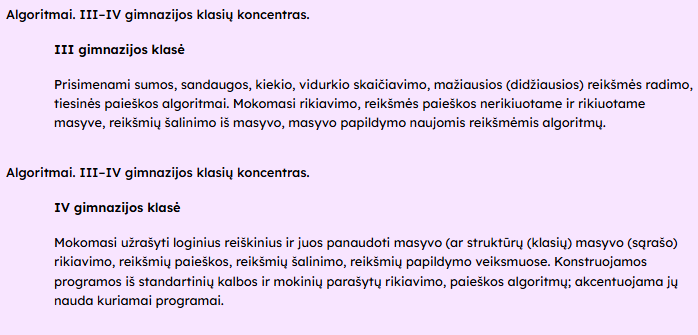 Algoritmai. III–IV gimnazijos klasių koncentras.
III gimnazijos klasė
Prisimenami sumos, sandaugos, kiekio, vidurkio skaičiavimo, mažiausios (didžiausios) reikšmės radimo,
tiesinės paieškos algoritmai. Mokomasi rikiavimo, reikšmės paieškos nerikiuotame ir rikiuotame
masyve, reikšmių šalinimo iš masyvo, masyvo papildymo naujomis reikšmėmis algoritmų.
Algoritmai. III–IV gimnazijos klasių koncentras.
IV gimnazijos klasė
Mokomasi užrašyti loginius reiškinius ir juos panaudoti masyvo (ar struktūrų (klasių) masyvo (sąrašo)
rikiavimo, reikšmių paieškos, reikšmių šalinimo, reikšmių papildymo veiksmuose. Konstruojamos
programos iš standartinių kalbos ir mokinių parašytų rikiavimo, paieškos algoritmų; akcentuojama jų
nauda kuriamai programai.